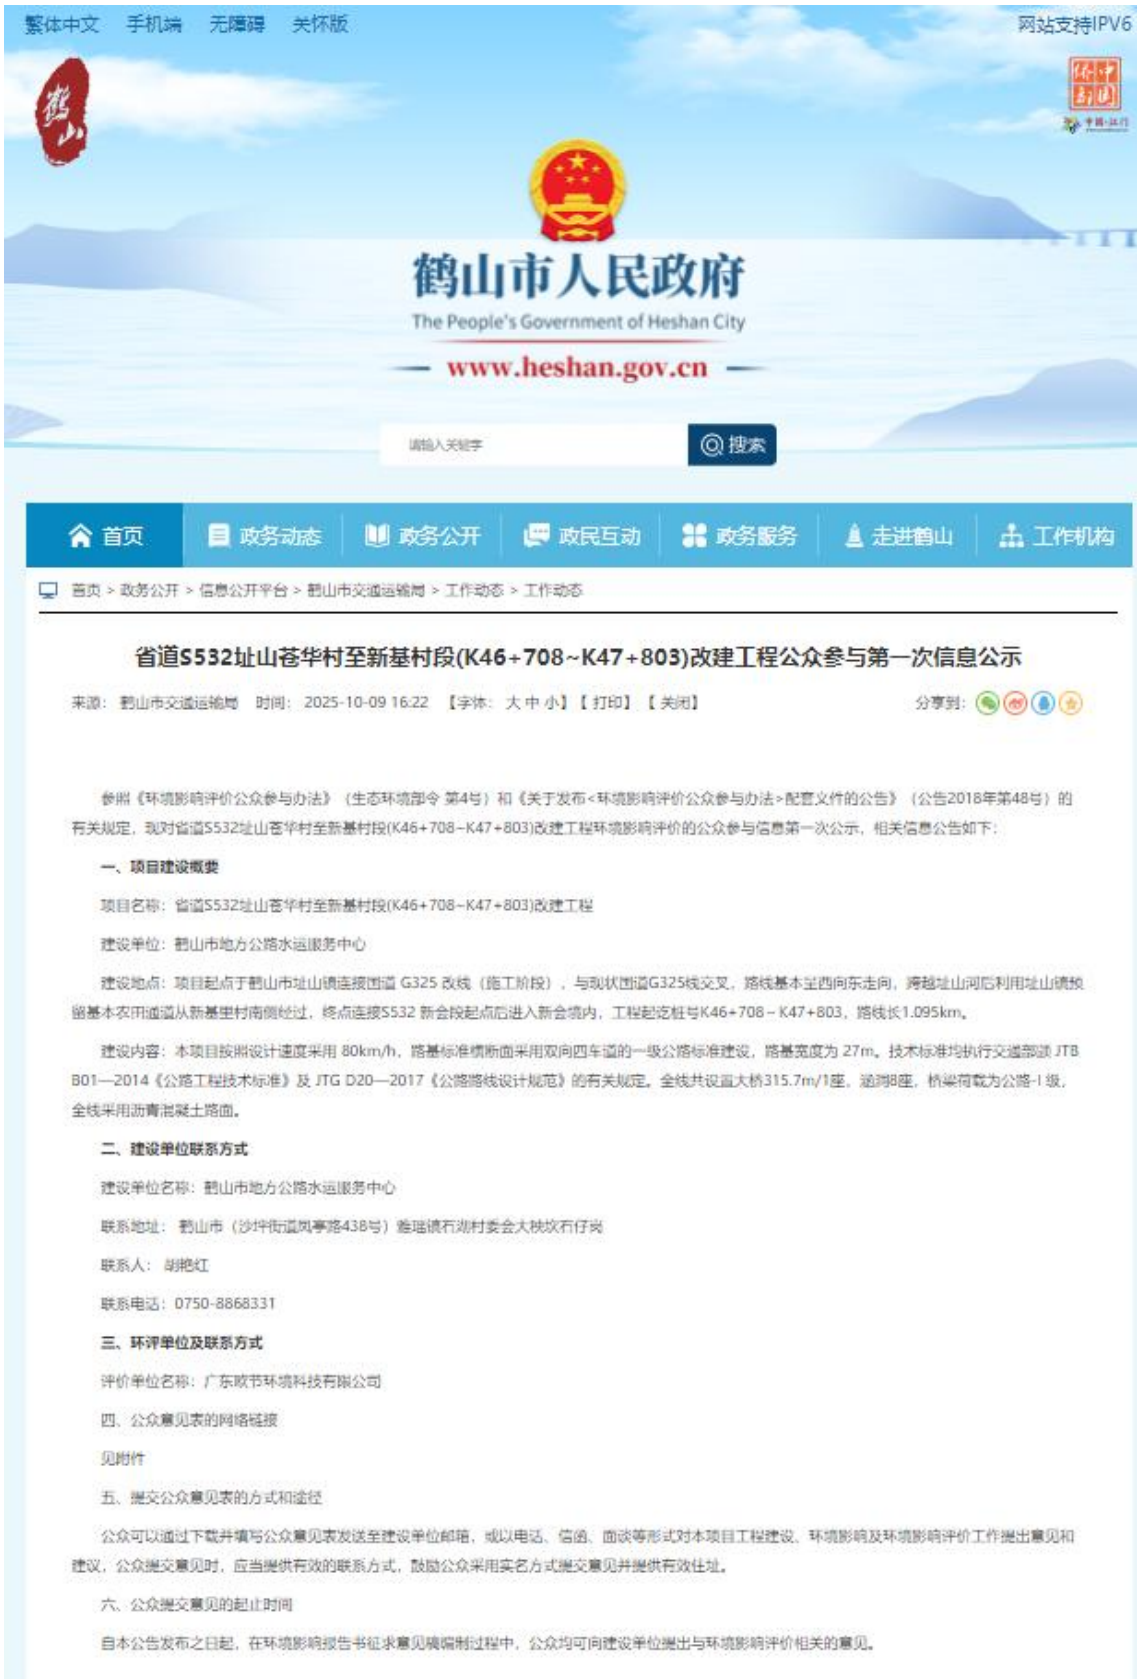 繁体中文 手机端 无障碍 关怀版 网站支持IPV6
鹤山
中国侨都
中国·江门
鹤山市人民政府
The People's Government of Heshan City
www.heshan.gov.cn
请输入关键字 搜索
首页 政务动态 政务公开 政民互动 政务服务 走进鹤山 工作机构
首页 > 政务公开 > 信息公开平台 > 鹤山市交通运输局 > 工作动态 > 工作动态
省道S532址山苍华村至新基村段(K46+708~K47+803)改建工程公众参与第一次信息公示
来源： 鹤山市交通运输局 时间： 2025-10-09 16:22 【字体： 大 中 小】【 打印】 【 关闭】 分享到：
参照《环境影响评价公众参与办法》（生态环境部令 第4号）和《关于发布<环境影响评价公众参与办法>配套文件的公告》（公告2018年第48号）的
有关规定，现对省道S532址山苍华村至新基村段(K46+708~K47+803)改建工程环境影响评价的公众参与信息第一次公示，相关信息公告如下：
一、项目建设概要
项目名称：省道S532址山苍华村至新基村段(K46+708~K47+803)改建工程
建设单位：鹤山市地方公路水运服务中心
建设地点：项目起点于鹤山市址山镇连接国道 G325 改线（施工阶段），与现状国道G325线交叉，路线基本呈西向东走向，跨越址山河后利用址山镇预
留基本农田通道从新基里村南侧经过，终点连接S532 新会段起点后进入新会境内，工程起讫桩号K46+708~K47+803，路线长1.095km。
建设内容：本项目按照设计速度采用 80km/h，路基标准横断面采用双向四车道的一级公路标准建设，路基宽度为 27m。技术标准均执行交通部颁 JTB
B01—2014《公路工程技术标准》及 JTG D20—2017《公路路线设计规范》的有关规定。全线共设置大桥315.7m/1座，涵洞8座，桥梁荷载为公路-I 级，
全线采用沥青混凝土路面。
二、建设单位联系方式
建设单位名称：鹤山市地方公路水运服务中心
联系地址： 鹤山市（沙坪街道凤亭路438号）雅瑶镇石湖村委会大秧坎石仔岗
联系人： 胡艳红
联系电话：0750-8868331
三、环评单位及联系方式
评价单位名称：广东欧节环境科技有限公司
四、公众意见表的网络链接
见附件
五、提交公众意见表的方式和途径
公众可以通过下载并填写公众意见表发送至建设单位邮箱，或以电话、信函、面谈等形式对本项目工程建设、环境影响及环境影响评价工作提出意见和
建议，公众提交意见时，应当提供有效的联系方式，鼓励公众采用实名方式提交意见并提供有效住址。
六、公众提交意见的起止时间
自本公告发布之日起，在环境影响报告书征求意见稿编制过程中，公众均可向建设单位提出与环境影响评价相关的意见。